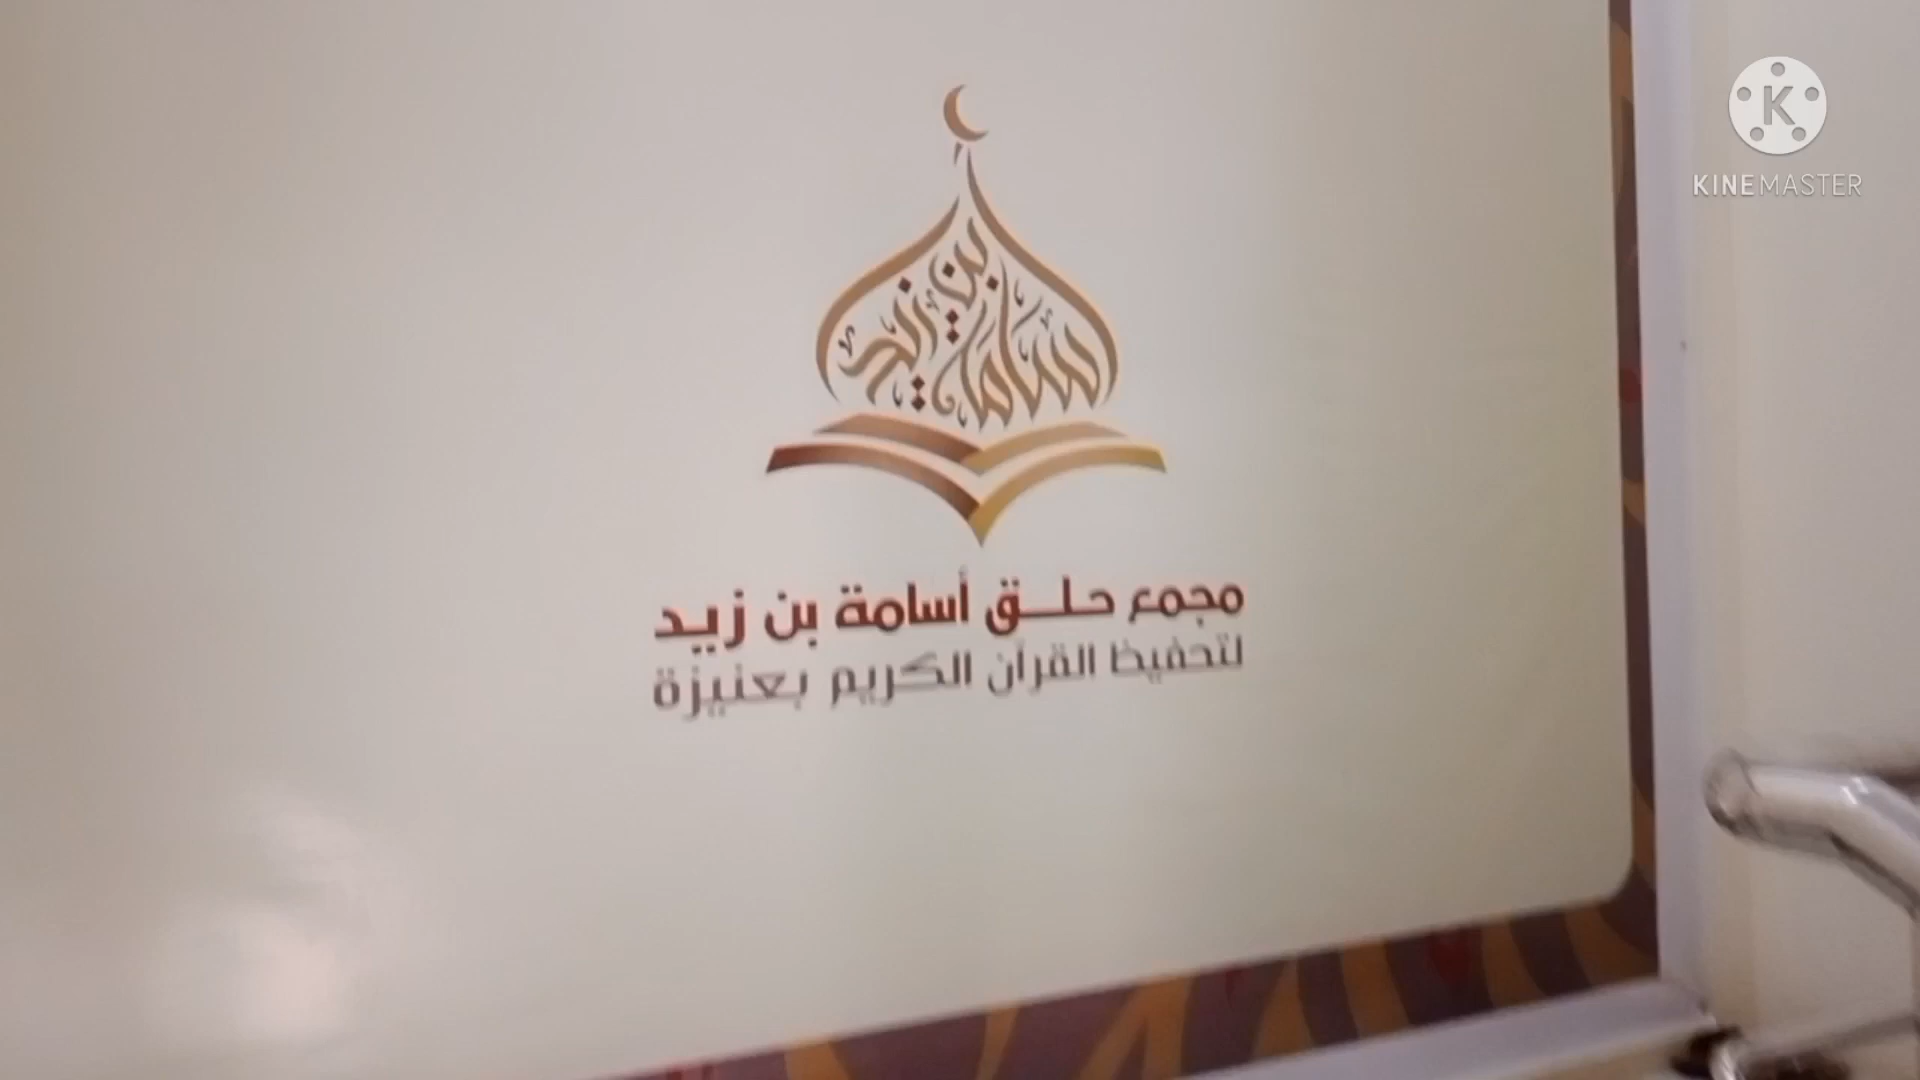 أسامة بن زيد
مجمع حلق أسامة بن زيد
لتحفيظ القرآن الكريم بعنيزة
K
KINEMASTER